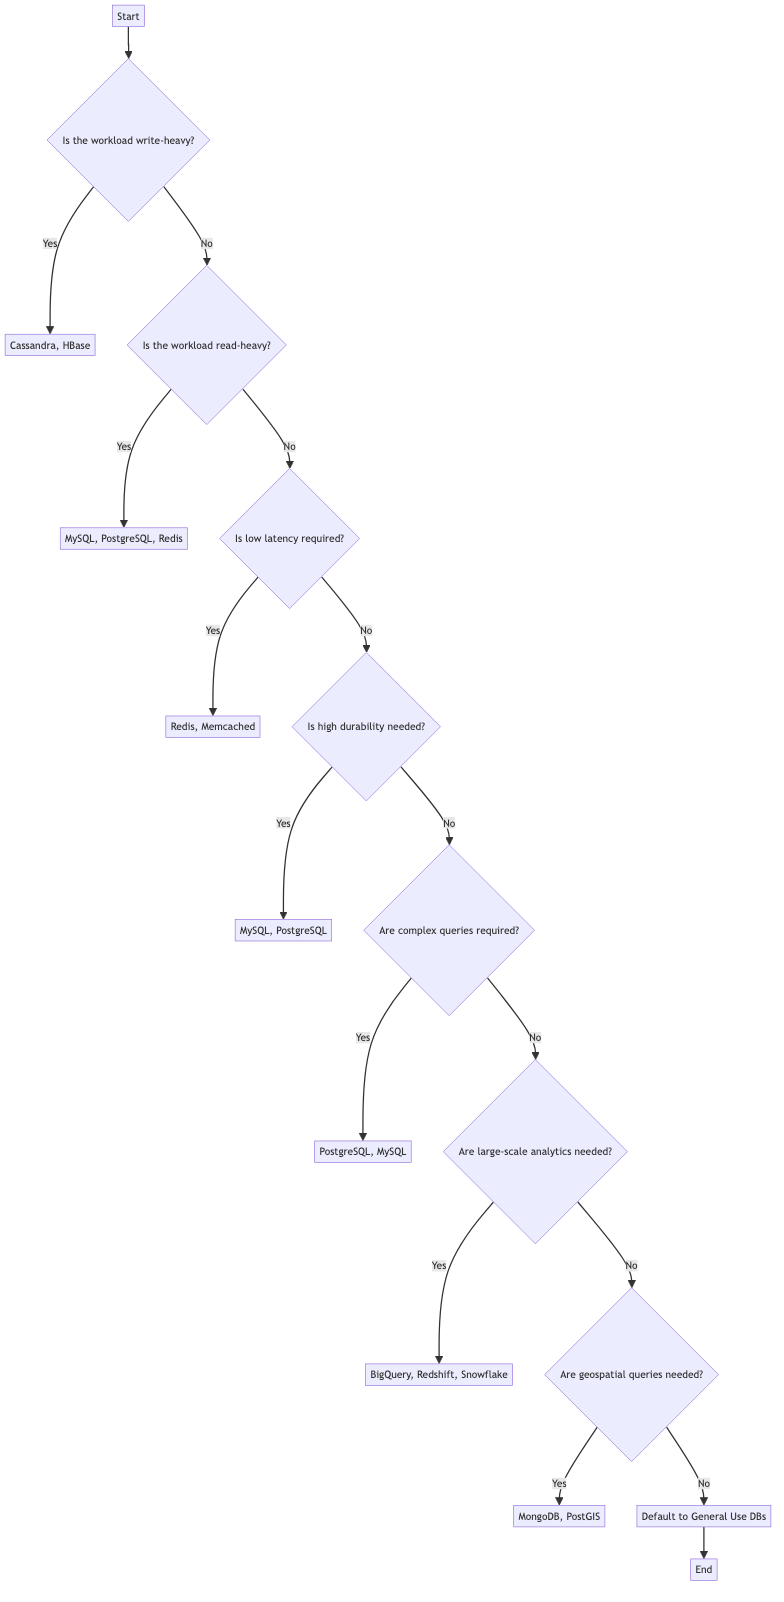 Start
Is the workload write-heavy?
Yes
No
Cassandra, HBase
Is the workload read-heavy?
Yes
No
MySQL, PostgreSQL, Redis
Is low latency required?
Yes
No
Redis, Memcached
Is high durability needed?
Yes
No
MySQL, PostgreSQL
Are complex queries required?
Yes
No
PostgreSQL, MySQL
Are large-scale analytics needed?
Yes
No
BigQuery, Redshift, Snowflake
Are geospatial queries needed?
Yes
No
MongoDB, PostGIS
Default to General Use DBs
End